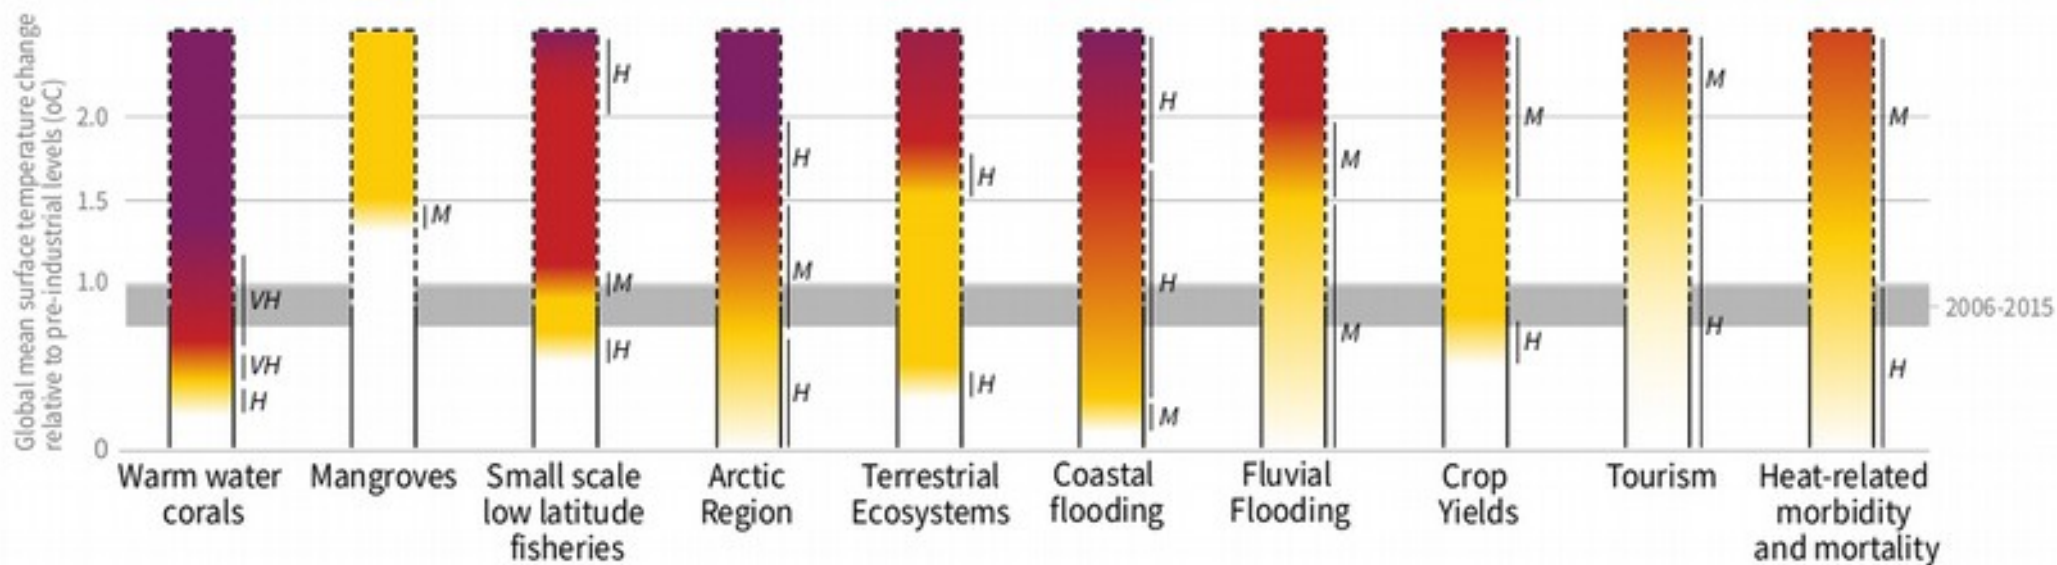 Global mean surface temperature change
relative to pre-industrial levels (oC)
2.0
1.5
1.0
0
VH
VH
H
M
H
M
H
H
M
H
H
H
H
H
M
M
M
M
H
M
H
M
H
2006-2015
Warm water
corals
Mangroves
Small scale
low latitude
fisheries
Arctic
Region
Terrestrial
Ecosystems
Coastal
flooding
Fluvial
Flooding
Crop
Yields
Tourism
Heat-related
morbidity
and mortality